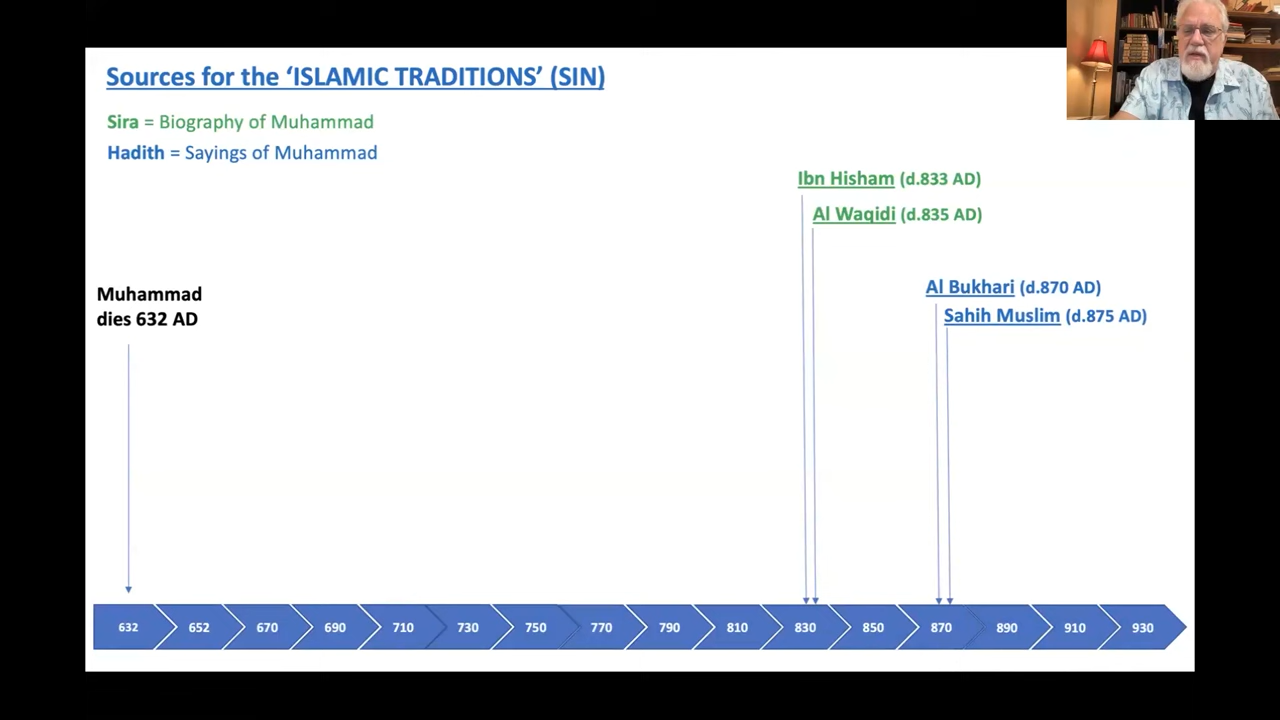 Sources for the ‘ISLAMIC TRADITIONS’ (SIN)
Sira = Biography of Muhammad
Hadith = Sayings of Muhammad
Ibn Hisham (d.833 AD)
Al Waqidi (d.835 AD)
Al Bukhari (d.870 AD)
Sahih Muslim (d.875 AD)
Muhammad
dies 632 AD
632 652 670 690 710 730 750 770 790 810 830 850 870 890 910 930